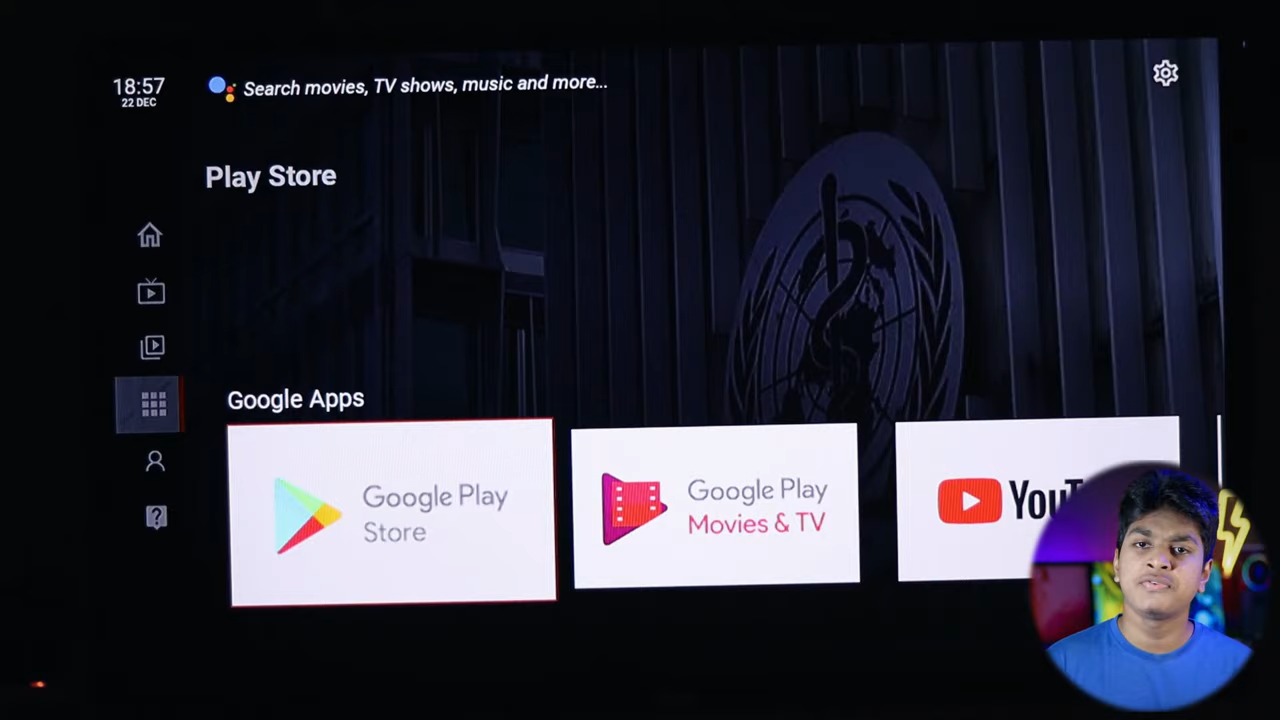 18:57
22 DEC
Search movies, TV shows, music and more...
Play Store
Google Apps
Google Play
Store
Google Play
Movies & TV